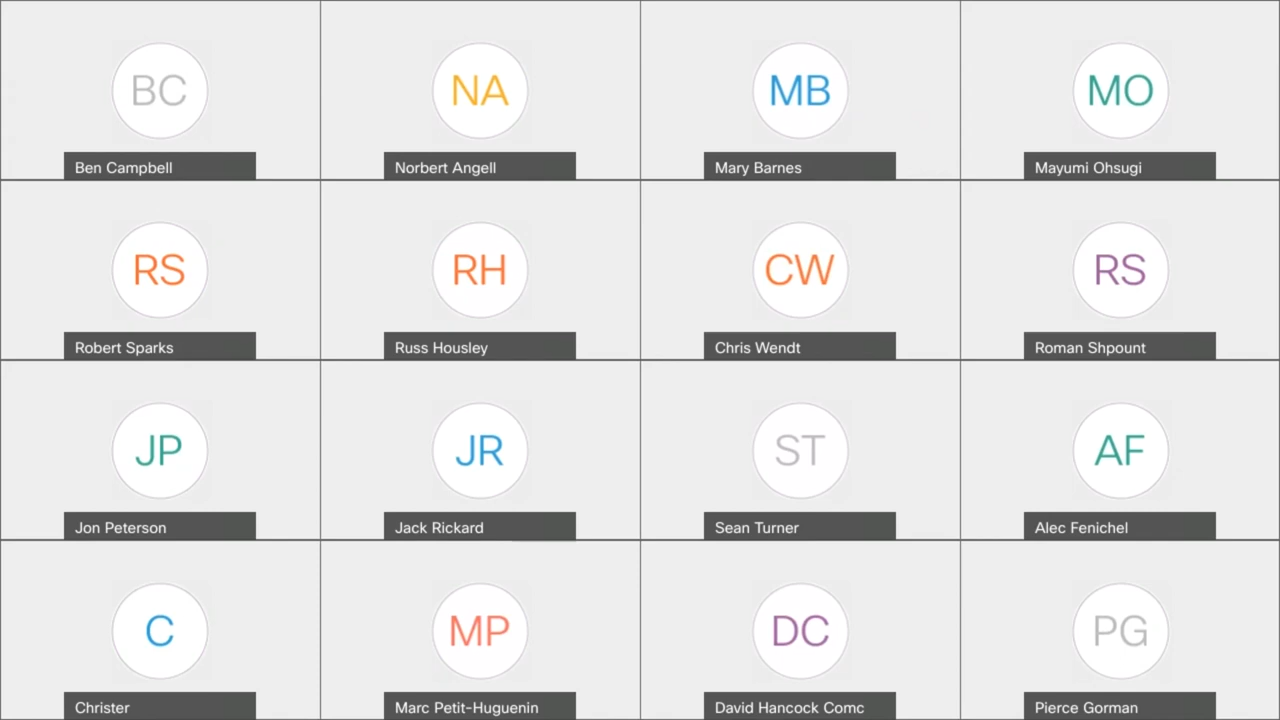 BC
NA
MB
MO
Ben Campbell
Norbert Angell
Mary Barnes
Mayumi Ohsugi
RS
RH
CW
RS
Robert Sparks
Russ Housley
Chris Wendt
Roman Shpount
JP
JR
ST
AF
Jon Peterson
Jack Rickard
Sean Turner
Alec Fenichel
C
MP
DC
PG
Christer
Marc Petit-Huguenin
David Hancock Comc
Pierce Gorman